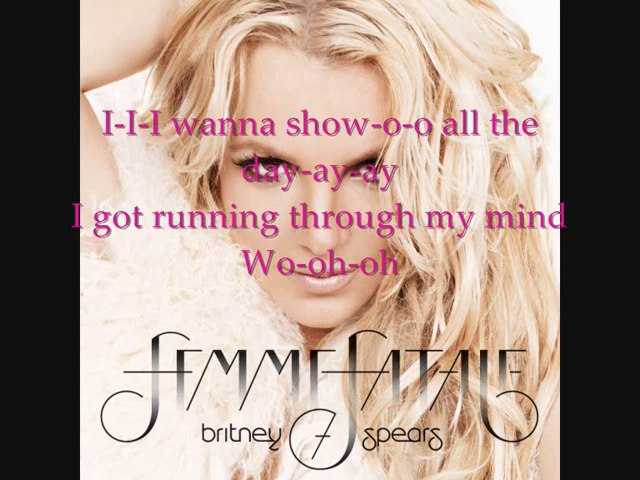 I-I-I wanna show-o-o all the
day-ay-ay
I got running through my mind
Wo-oh-oh
FEMME FATALE
britney spears